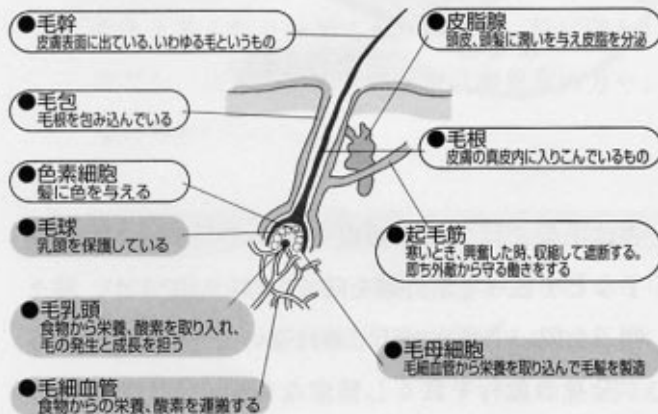 ●毛幹
皮膚表面に出ている、いわゆる毛というもの
●毛包
毛根を包み込んでいる
●色素細胞
髪に色を与える
●毛球
乳頭を保護している
●毛乳頭
食物から栄養、酸素を取り入れ、
毛の発生と成長を担う
●毛細血管
食物からの栄養、酸素を運搬する
●皮脂腺
頭皮、頭髪に潤いを与え皮脂を分泌
●毛根
皮膚の真皮内に入りこんでいるもの
●起毛筋
寒いとき、興奮した時、収縮して遮断する。
即ち外敵から守る働きをする
●毛母細胞
毛細血管から栄養を取り込んで毛髪を製造